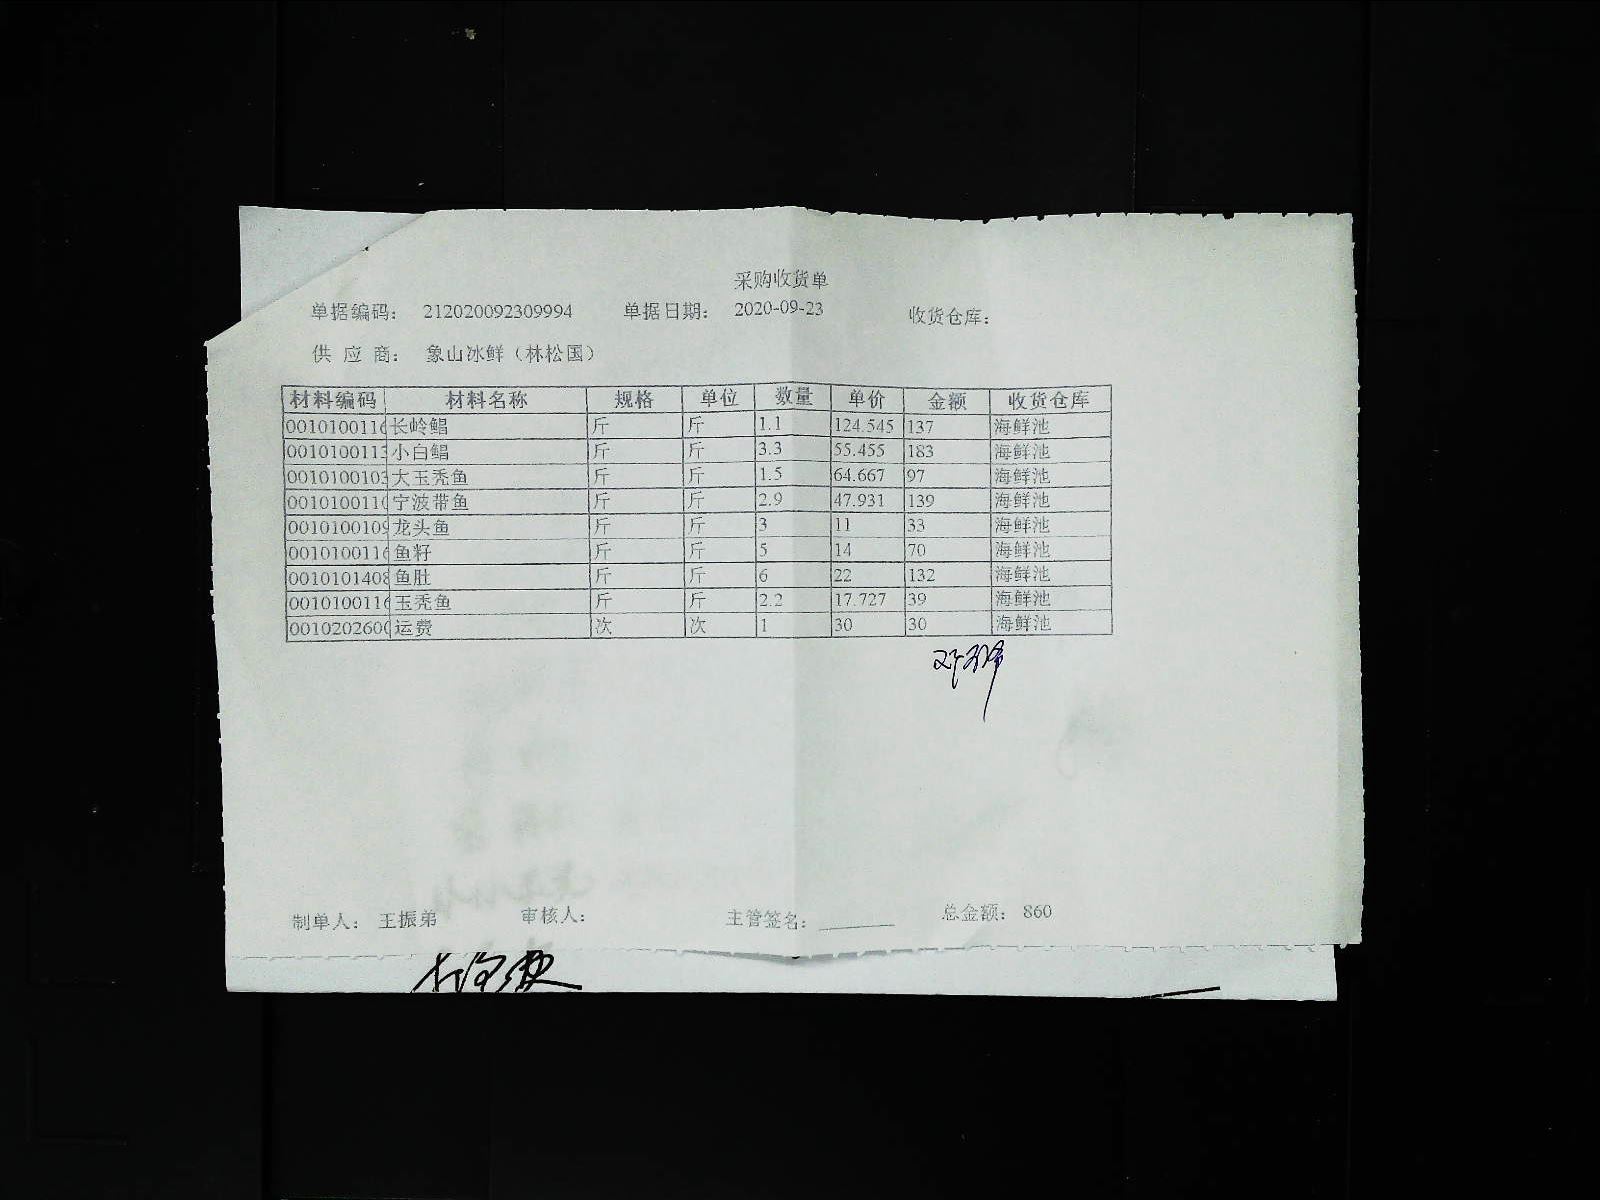 采购收货单
单据编码： 212020092309994 单据日期： 2020-09-23 收货仓库：
供 应 商： 象山冰鲜（林松国）
材料编码 材料名称 规格 单位 数量 单价 金额 收货仓库
0010100116 长岭鲳 斤 斤 1.1 124.545 137 海鲜池
0010100113 小白鲳 斤 斤 3.3 55.455 183 海鲜池
0010100103 大玉秃鱼 斤 斤 1.5 64.667 97 海鲜池
0010100110 宁波带鱼 斤 斤 2.9 47.931 139 海鲜池
0010100109 龙头鱼 斤 斤 3 11 33 海鲜池
0010100116 鱼籽 斤 斤 5 14 70 海鲜池
0010101408 鱼肚 斤 斤 6 22 132 海鲜池
0010100116 玉秃鱼 斤 斤 2.2 17.727 39 海鲜池
0010202600 运费 次 次 1 30 30 海鲜池
制单人： 王振弟 审核人： 主管签名： 总金额： 860